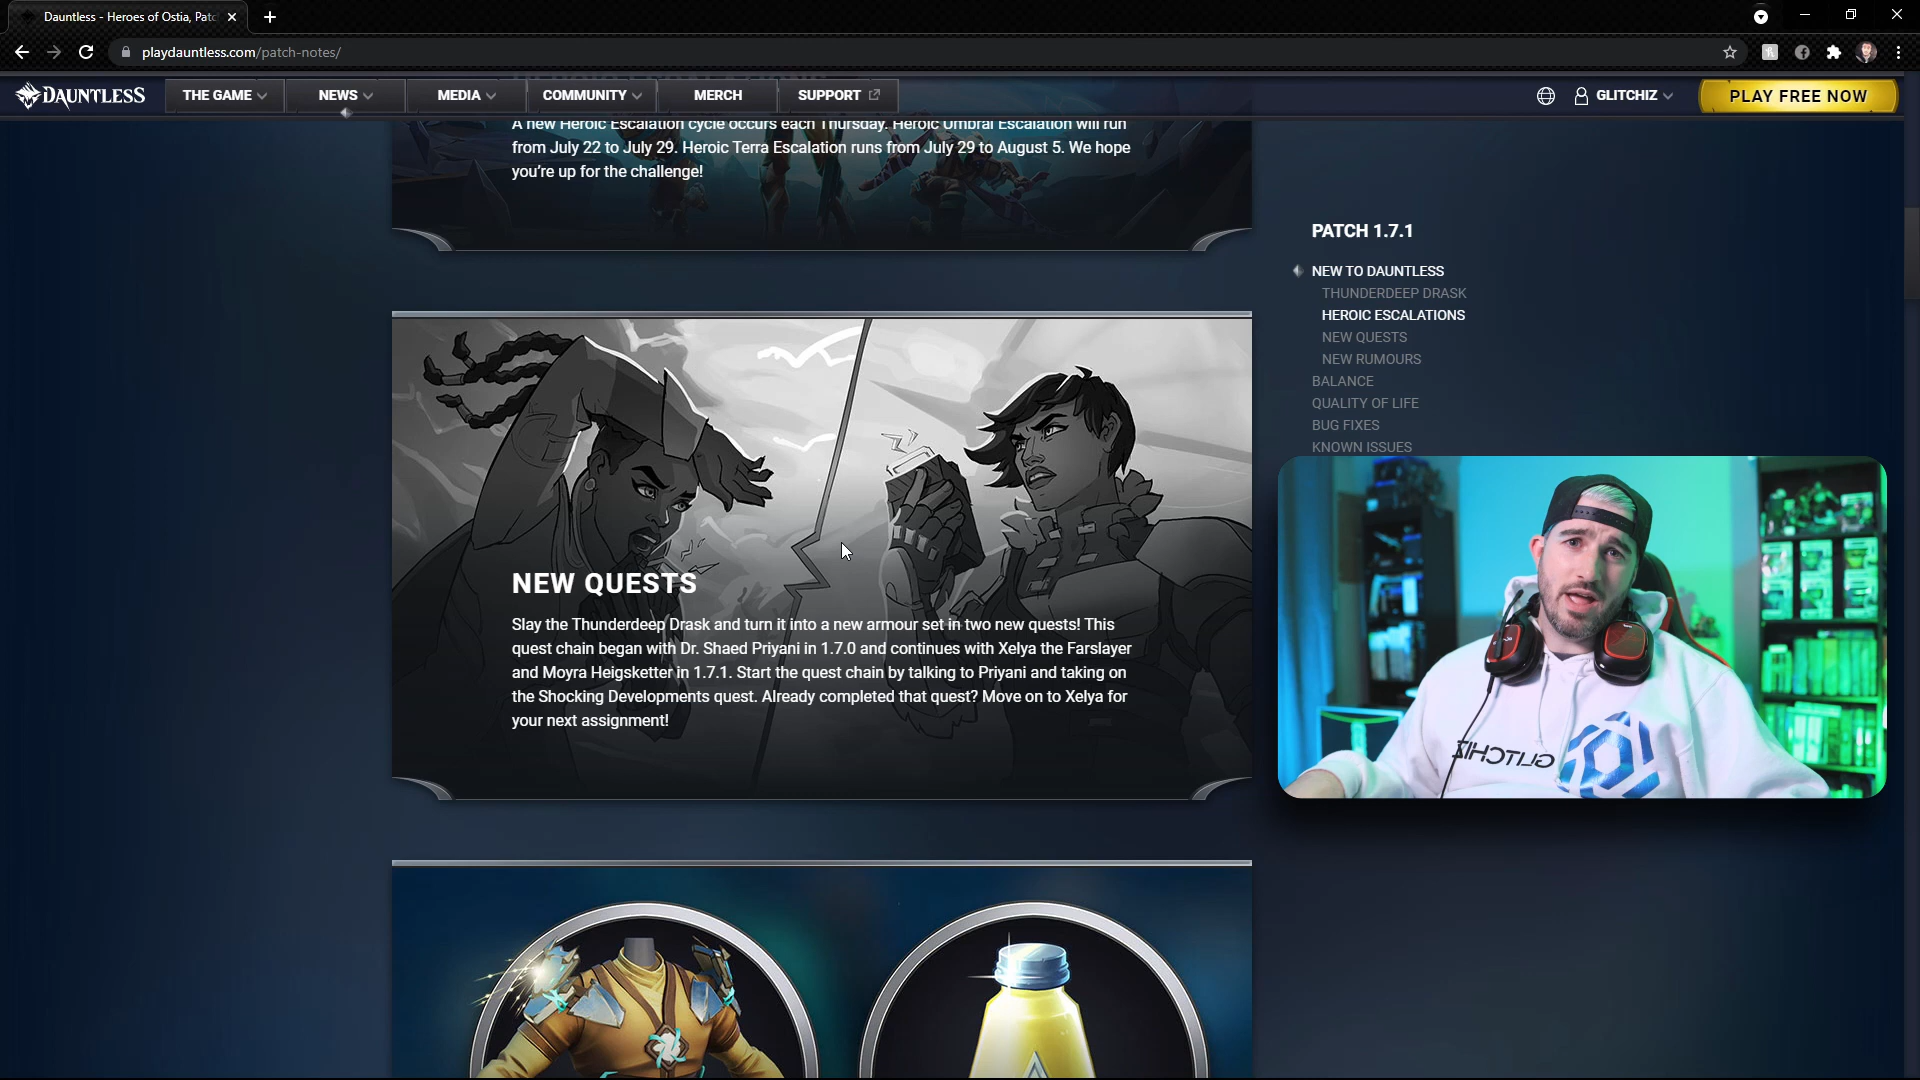 Dauntless - Heroes of Ostia, Patc
playdauntless.com/patch-notes/
DAUNTLESS
THE GAME
NEWS
MEDIA
COMMUNITY
MERCH
SUPPORT
GLITCHIZ
PLAY FREE NOW
A new Heroic Escalation cycle occurs each Thursday. Heroic Umbral Escalation will run
from July 22 to July 29. Heroic Terra Escalation runs from July 29 to August 5. We hope
you're up for the challenge!
NEW QUESTS
Slay the Thunderdeep Drask and turn it into a new armour set in two new quests! This
quest chain began with Dr. Shaed Priyani in 1.7.0 and continues with Xelya the Farslayer
and Moyra Heigsketter in 1.7.1. Start the quest chain by talking to Priyani and taking on
the Shocking Developments quest. Already completed that quest? Move on to Xelya for
your next assignment!
PATCH 1.7.1
NEW TO DAUNTLESS
THUNDERDEEP DRASK
HEROIC ESCALATIONS
NEW QUESTS
NEW RUMOURS
BALANCE
QUALITY OF LIFE
BUG FIXES
KNOWN ISSUES
GLITCHIZ